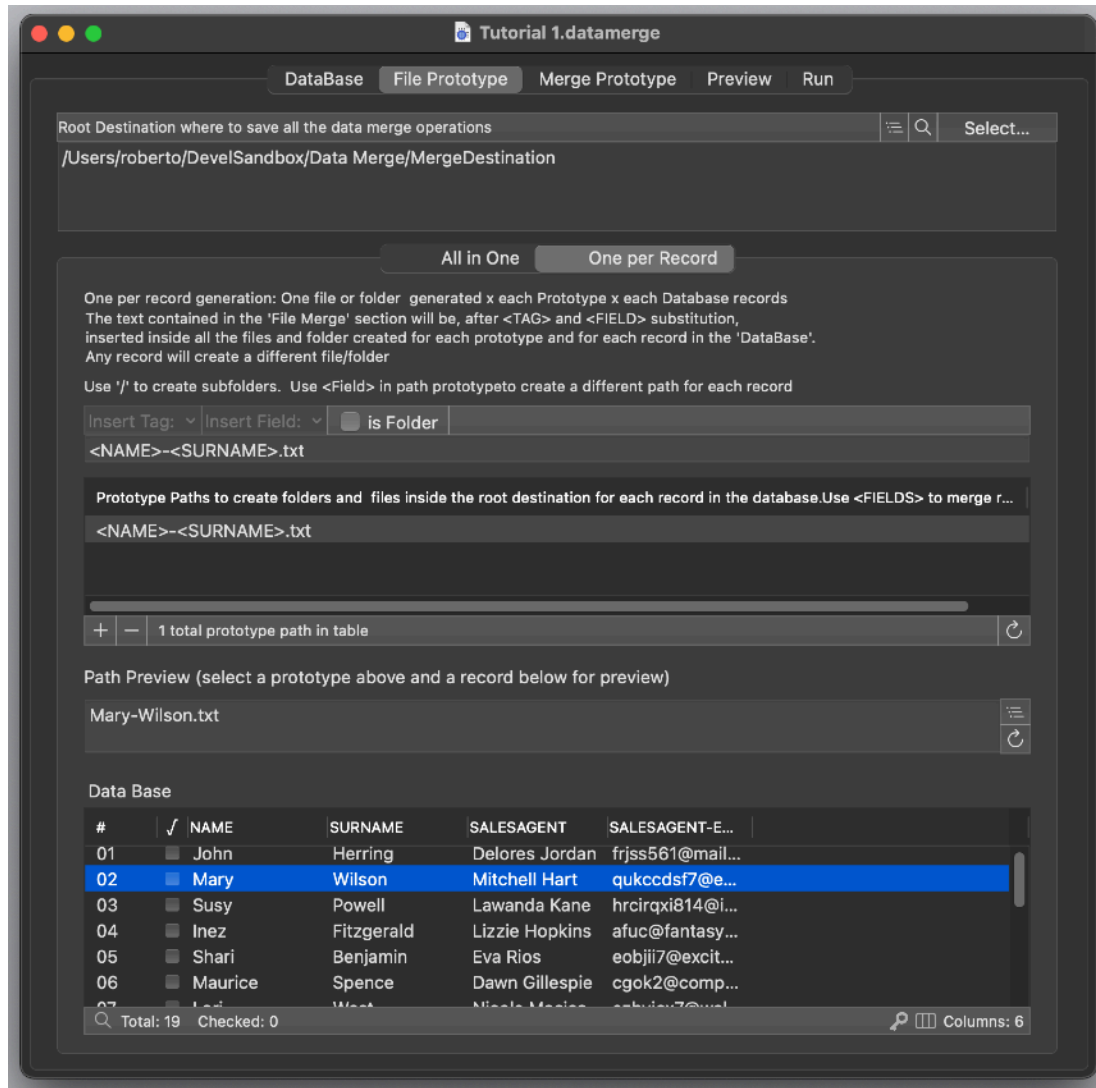 Tutorial 1.datamerge
DataBase File Prototype Merge Prototype Preview Run
Root Destination where to save all the data merge operations Select...
/Users/roberto/DevelSandbox/Data Merge/MergeDestination
All in One One per Record
One per record generation: One file or folder generated x each Prototype x each Database records
The text contained in the 'File Merge' section will be, after <TAG> and <FIELD> substitution,
inserted inside all the files and folder created for each prototype and for each record in the 'DataBase'.
Any record will create a different file/folder
Use '/' to create subfolders. Use <Field> in path prototypeto create a different path for each record
Insert Tag: Insert Field: is Folder
<NAME>-<SURNAME>.txt
Prototype Paths to create folders and files inside the root destination for each record in the database.Use <FIELDS> to merge r...
<NAME>-<SURNAME>.txt
+ − 1 total prototype path in table
Path Preview (select a prototype above and a record below for preview)
Mary-Wilson.txt
Data Base
# √ NAME SURNAME SALESAGENT SALESAGENT-E...
01 John Herring Delores Jordan frjss561@mail...
02 Mary Wilson Mitchell Hart qukccdsf7@e...
03 Susy Powell Lawanda Kane hrcirqxi814@i...
04 Inez Fitzgerald Lizzie Hopkins afuc@fantasy...
05 Shari Benjamin Eva Rios eobjii7@excit...
06 Maurice Spence Dawn Gillespie cgok2@comp...
Total: 19 Checked: 0 Columns: 6